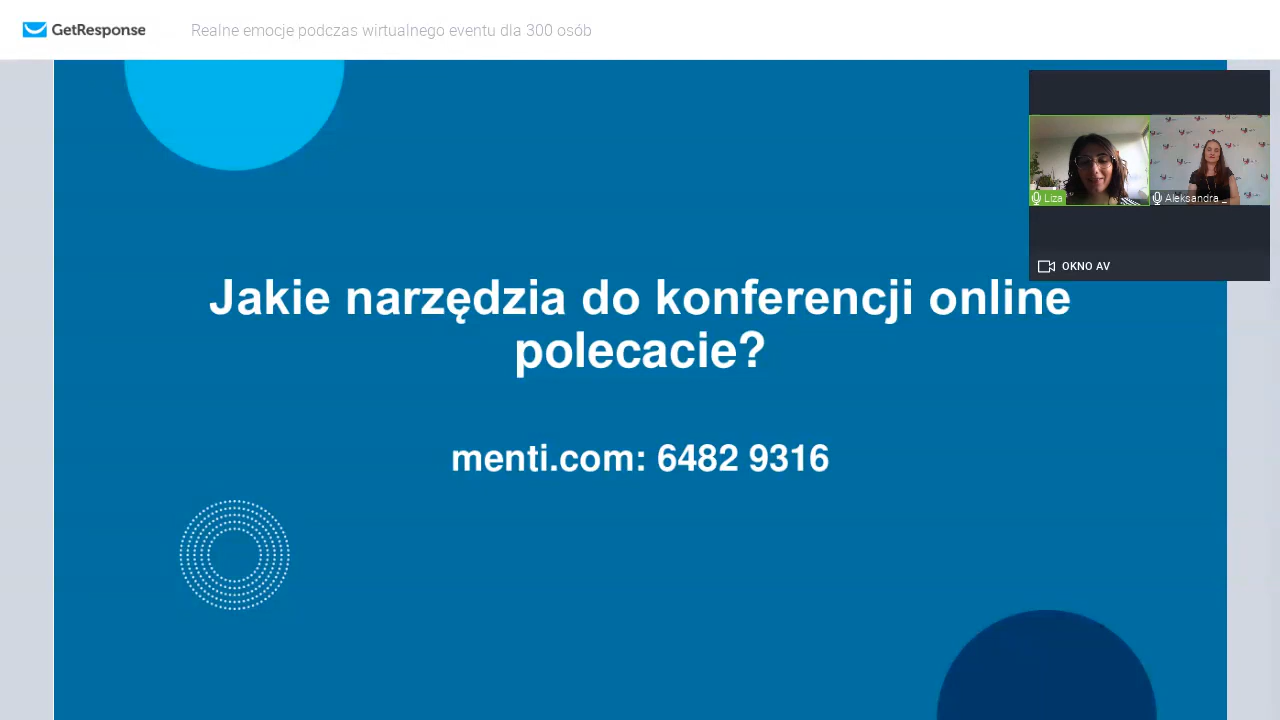 GetResponse
Realne emocje podczas wirtualnego eventu dla 300 osób
Liza
Aleksandra _
OKNO AV
Jakie narzędzia do konferencji online
polecacie?
menti.com: 6482 9316